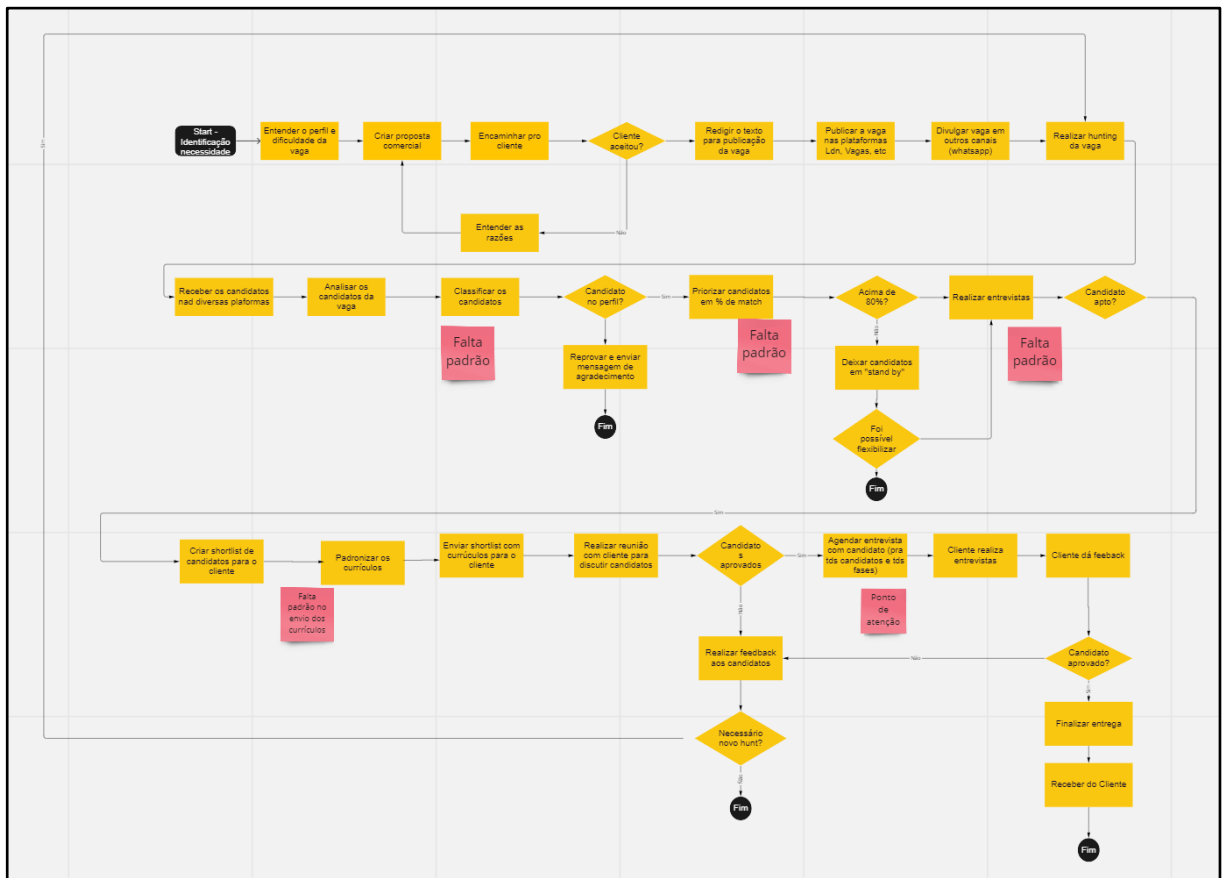 Start -
Identificação
necessidade
Entender o perfil e
dificuldade da
vaga
Criar proposta
comercial
Encaminhar pro
cliente
Cliente
aceitou?
Redigir o texto
para publicação
da vaga
Publicar a vaga
nas plataformas
Ldn, Vagas, etc
Divulgar vaga em
outros canais
(whatsapp)
Realizar hunting
da vaga
Sim
Entender as
razões
Não
Receber os candidatos
nad diversas plaformas
Analisar os
candidatos da
vaga
Classificar os
candidatos
Candidato
no perfil?
Sim
Priorizar candidatos
em % de match
Acima de
80%?
Realizar entrevistas
Candidato
apto?
Falta
padrão
Falta
padrão
Falta
padrão
Não
Reprovar e enviar
mensagem de
agradecimento
Deixar candidatos
em "stand by"
Fim
Foi
possível
flexibilizar
Fim
Sim
Criar shortlist de
candidatos para o
cliente
Padronizar os
currículos
Enviar shortlist com
currúculos para o
cliente
Realizar reunião
com cliente para
discutir candidatos
Candidato
s
aprovados
Sim
Agendar entrevista
com candidato (pra
tds candidatos e tds
fases)
Cliente realiza
entrevistas
Cliente dá feeback
Falta
padrão no
envio dos
currículos
Ponto
de
atenção
Não
Realizar feedback
aos candidatos
Não
Candidato
aprovado?
Sim
Finalizar entrega
Necessário
novo hunt?
Não
Receber do Cliente
Fim
Fim